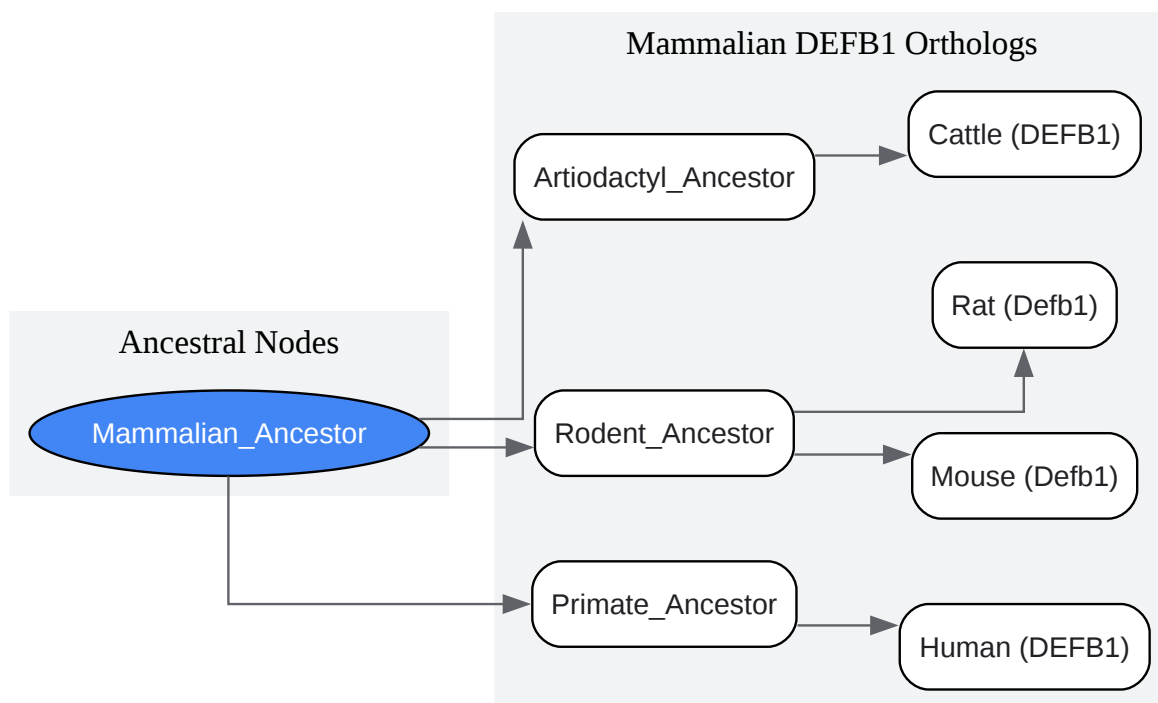 Mammalian DEFB1 Orthologs
Cattle (DEFB1)
Artiodactyl_Ancestor
Rat (Defb1)
Ancestral Nodes
Mammalian_Ancestor
Rodent_Ancestor
Mouse (Defb1)
Primate_Ancestor
Human (DEFB1)